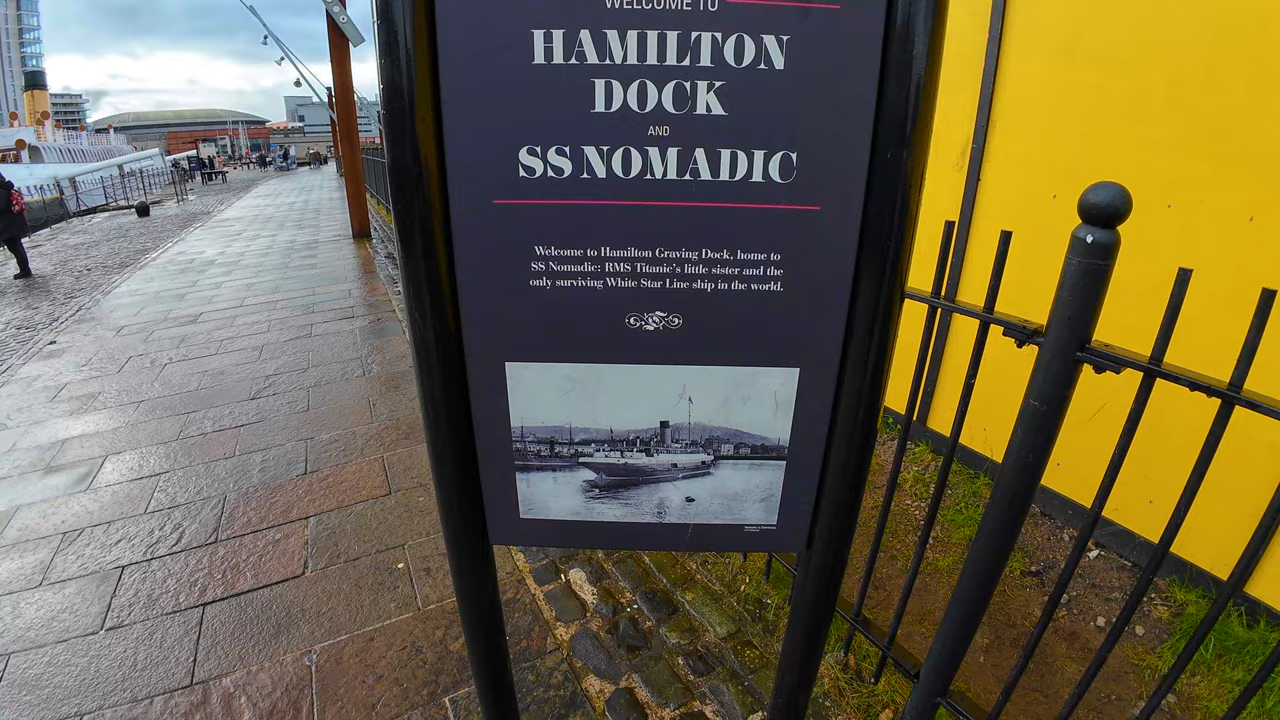 WELCOME TO
HAMILTON
DOCK
AND
SS NOMADIC
Welcome to Hamilton Graving Dock, home to
SS Nomadic: RMS Titanic's little sister and the
only surviving White Star Line ship in the world.